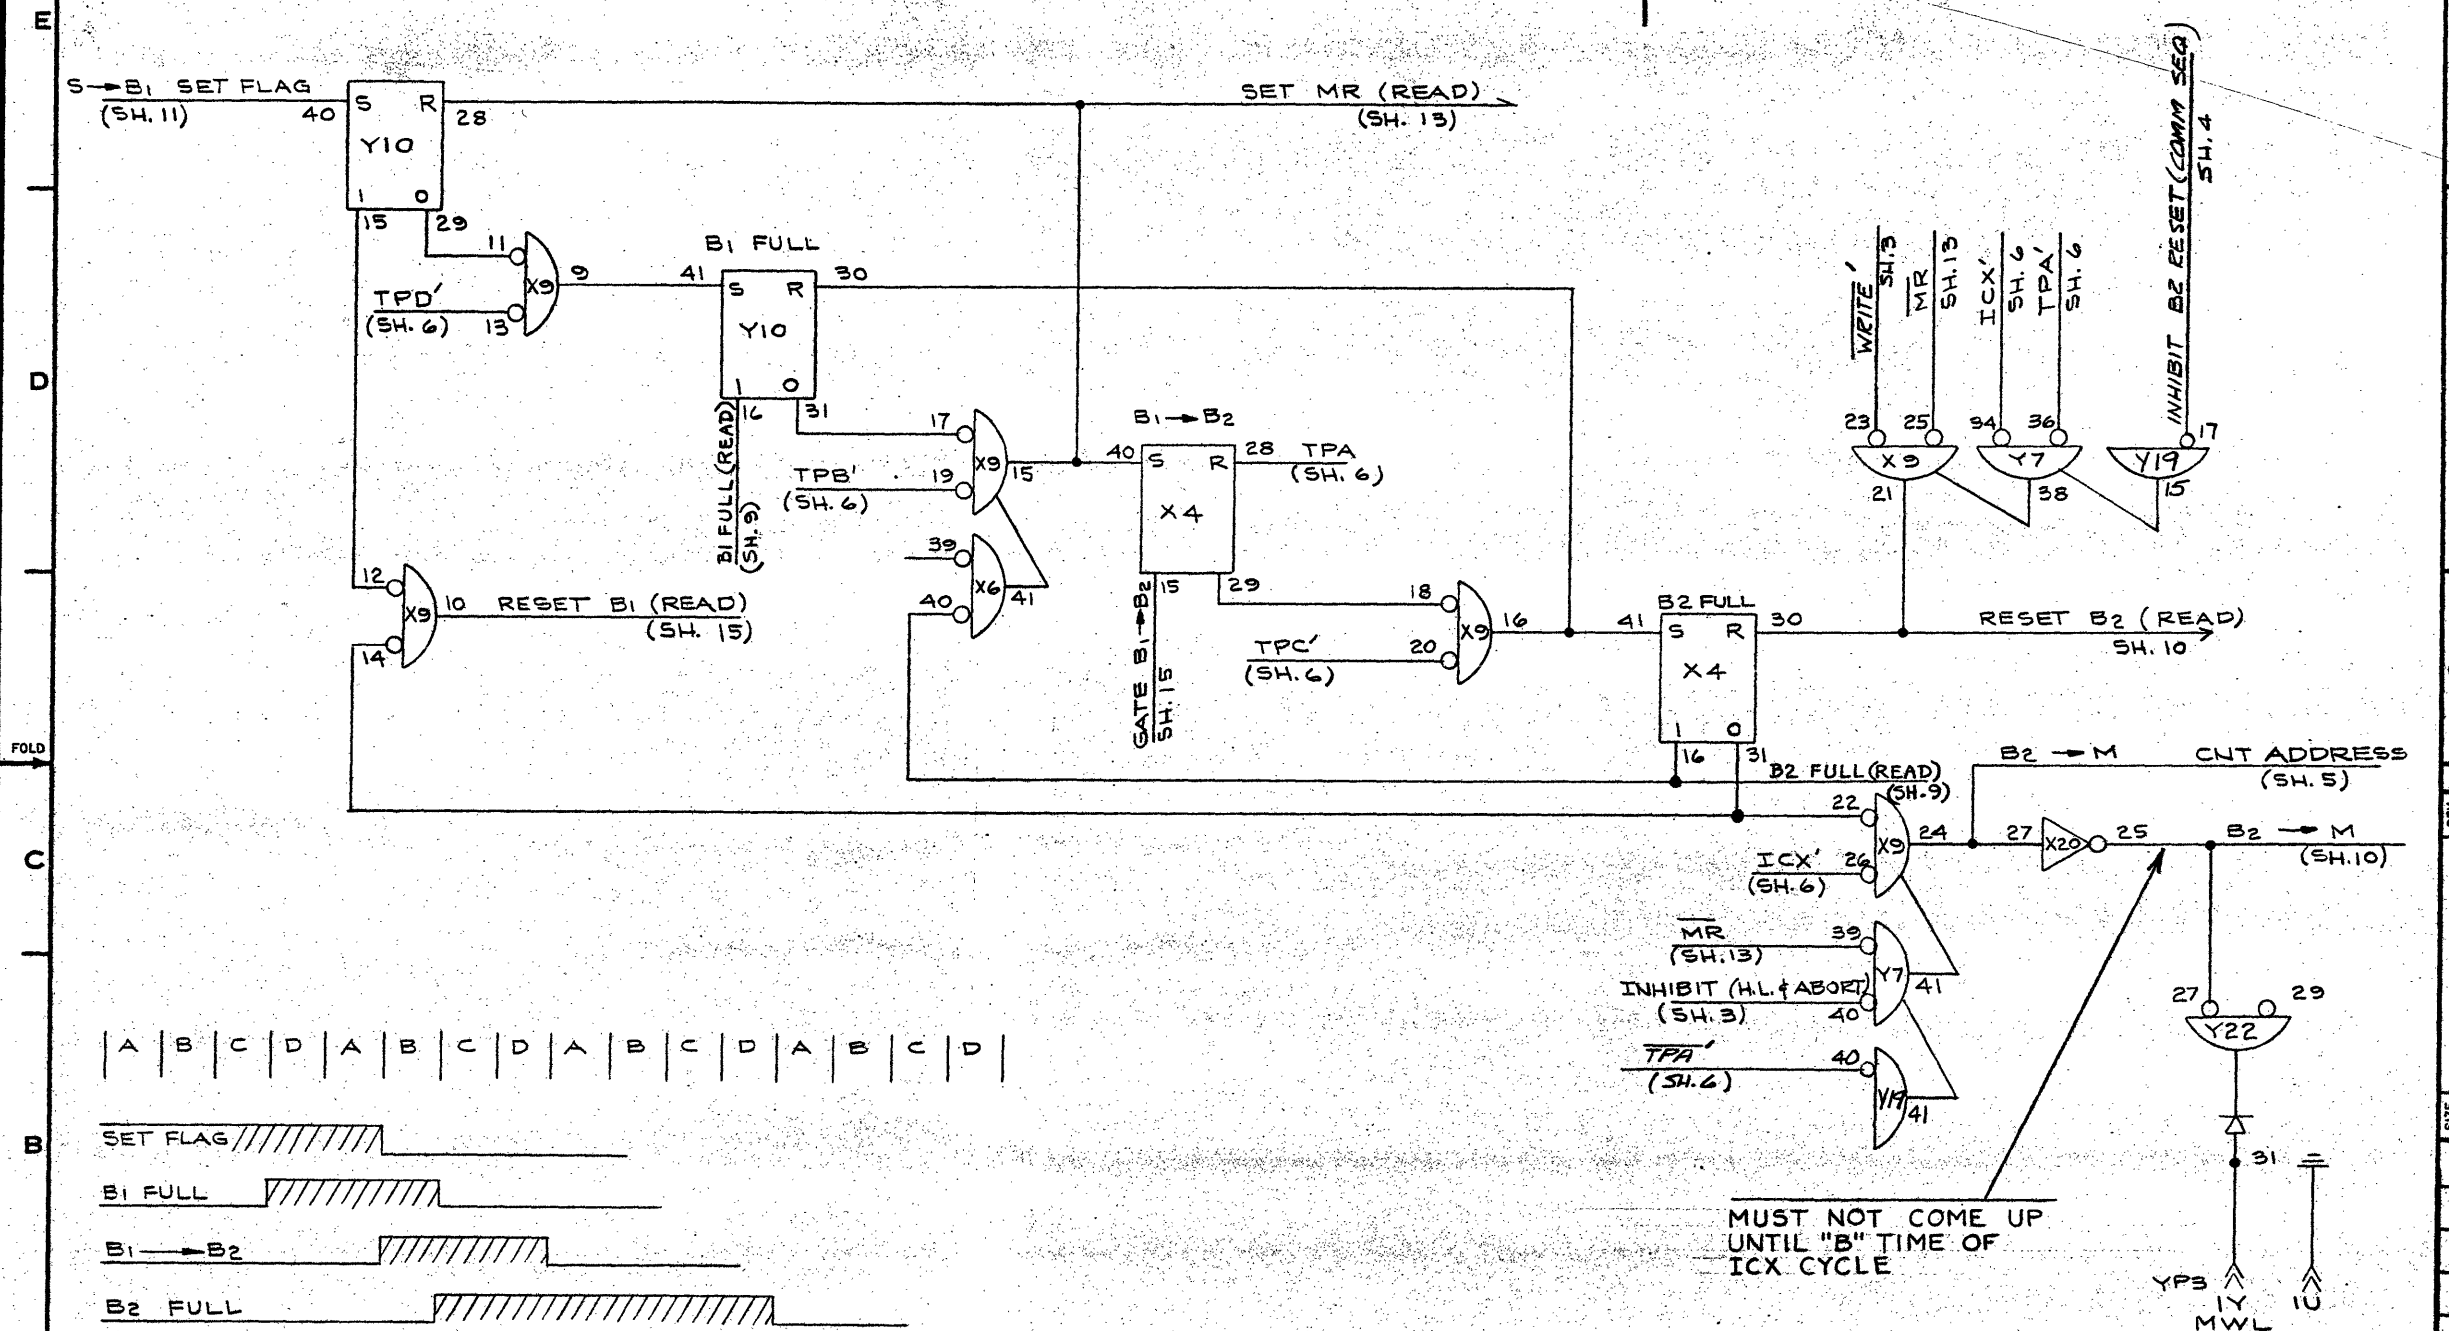 E
S→B1 SET FLAG
(SH. 11)
40
S R
Y10
1 0
28
15
29
SET MR (READ)
(SH. 13)
11
TPD'
(SH. 6)
13
X9
9
B1 FULL
41
S R
Y10
1 0
30
16
31
B1 FULL (READ)
(SH. 9)
17
TPB'
(SH. 6)
19
X9
15
39
40
X6
41
B1→B2
40
S R
X4
28
TPA
(SH. 6)
15
29
GATE B1→B2
SH. 15
18
TPC'
(SH. 6)
20
X9
16
12
14
X9
10
RESET B1 (READ)
(SH. 15)
B2 FULL
41
S R
X4
1 0
30
16
31
RESET B2 (READ)
SH. 10
WRITE'
SH. 3
MR
SH. 13
ICX'
SH. 6
TPA'
SH. 6
INHIBIT B2 RESET (COMM SEQ)
SH. 4
23
25
X9
21
34
36
Y7
38
17
Y19
15
B2 FULL (READ)
(SH. 9)
22
ICX'
(SH. 6)
26
X9
24
B2→M CNT ADDRESS
(SH. 5)
27
X20
25
B2→M
(SH. 10)
MR
(SH. 13)
39
INHIBIT (H.L. & ABORT)
(SH. 3)
40
Y7
41
TPA'
(SH. 6)
40
Y19
41
27
29
Y22
31
YP3
1Y
1U
MWL
MUST NOT COME UP
UNTIL "B" TIME OF
ICX CYCLE
D
FOLD
C
B
A B C D A B C D A B C D A B C D
SET FLAG
B1 FULL
B1→B2
B2 FULL